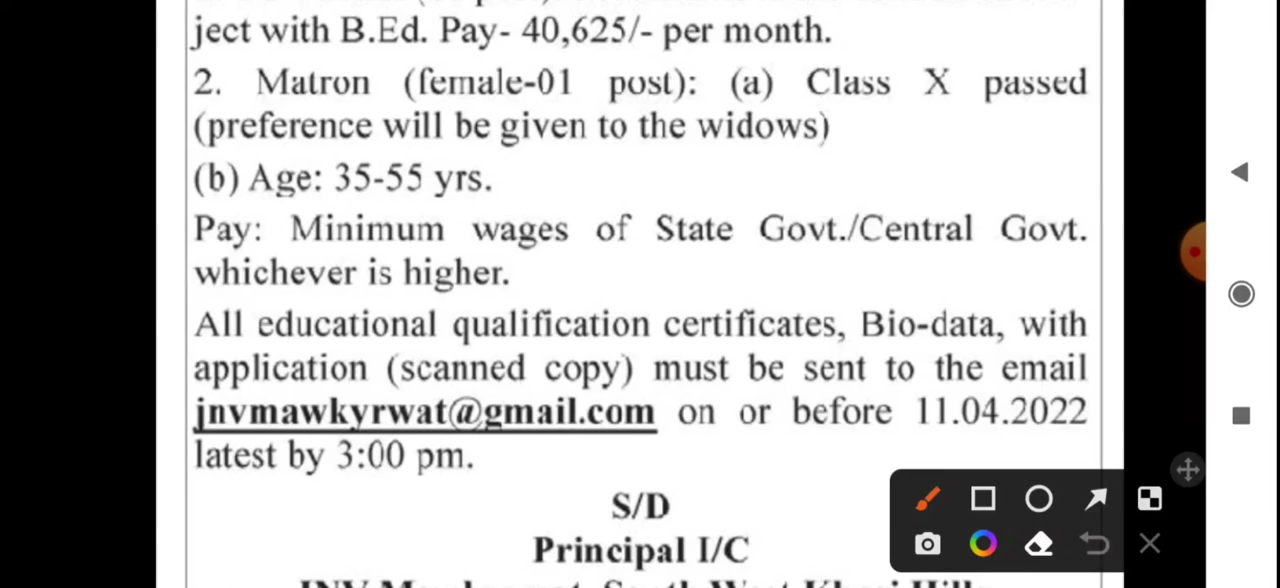 ject with B.Ed. Pay- 40,625/- per month.
2. Matron (female-01 post): (a) Class X passed
(preference will be given to the widows)
(b) Age: 35-55 yrs.
Pay: Minimum wages of State Govt./Central Govt.
whichever is higher.
All educational qualification certificates, Bio-data, with
application (scanned copy) must be sent to the email
jnvmawkyrwat@gmail.com on or before 11.04.2022
latest by 3:00 pm.
S/D
Principal I/C